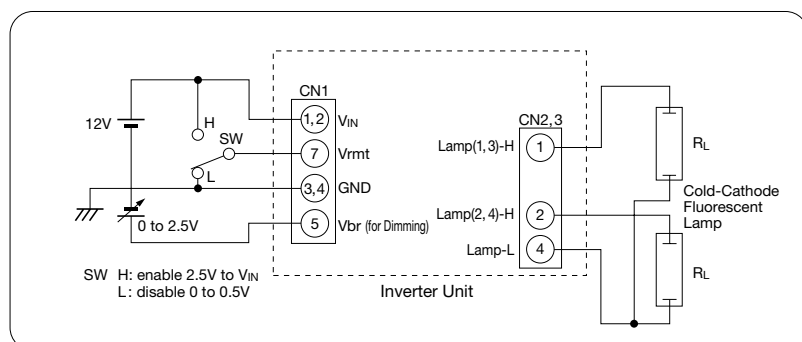 CN1
12V
H
SW
L
1, 2
VIN
7
Vrmt
3, 4
GND
5
Vbr (for Dimming)
0 to 2.5V
SW H: enable 2.5V to VIN
L: disable 0 to 0.5V
Inverter Unit
CN2, 3
Lamp(1, 3)-H
1
Lamp(2, 4)-H
2
Lamp-L
4
RL
Cold-Cathode
Fluorescent
Lamp
RL